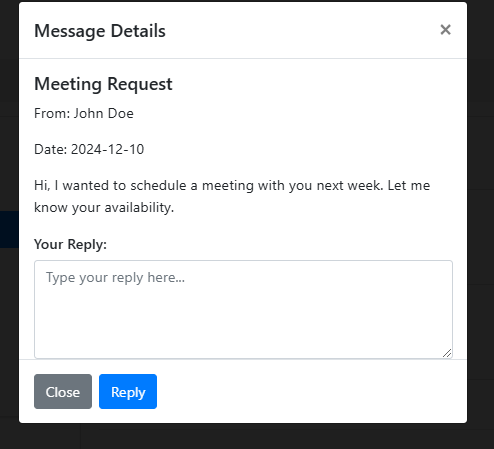 Message Details
×
Meeting Request
From: John Doe
Date: 2024-12-10
Hi, I wanted to schedule a meeting with you next week. Let me
know your availability.
Your Reply:
Type your reply here...
Close Reply